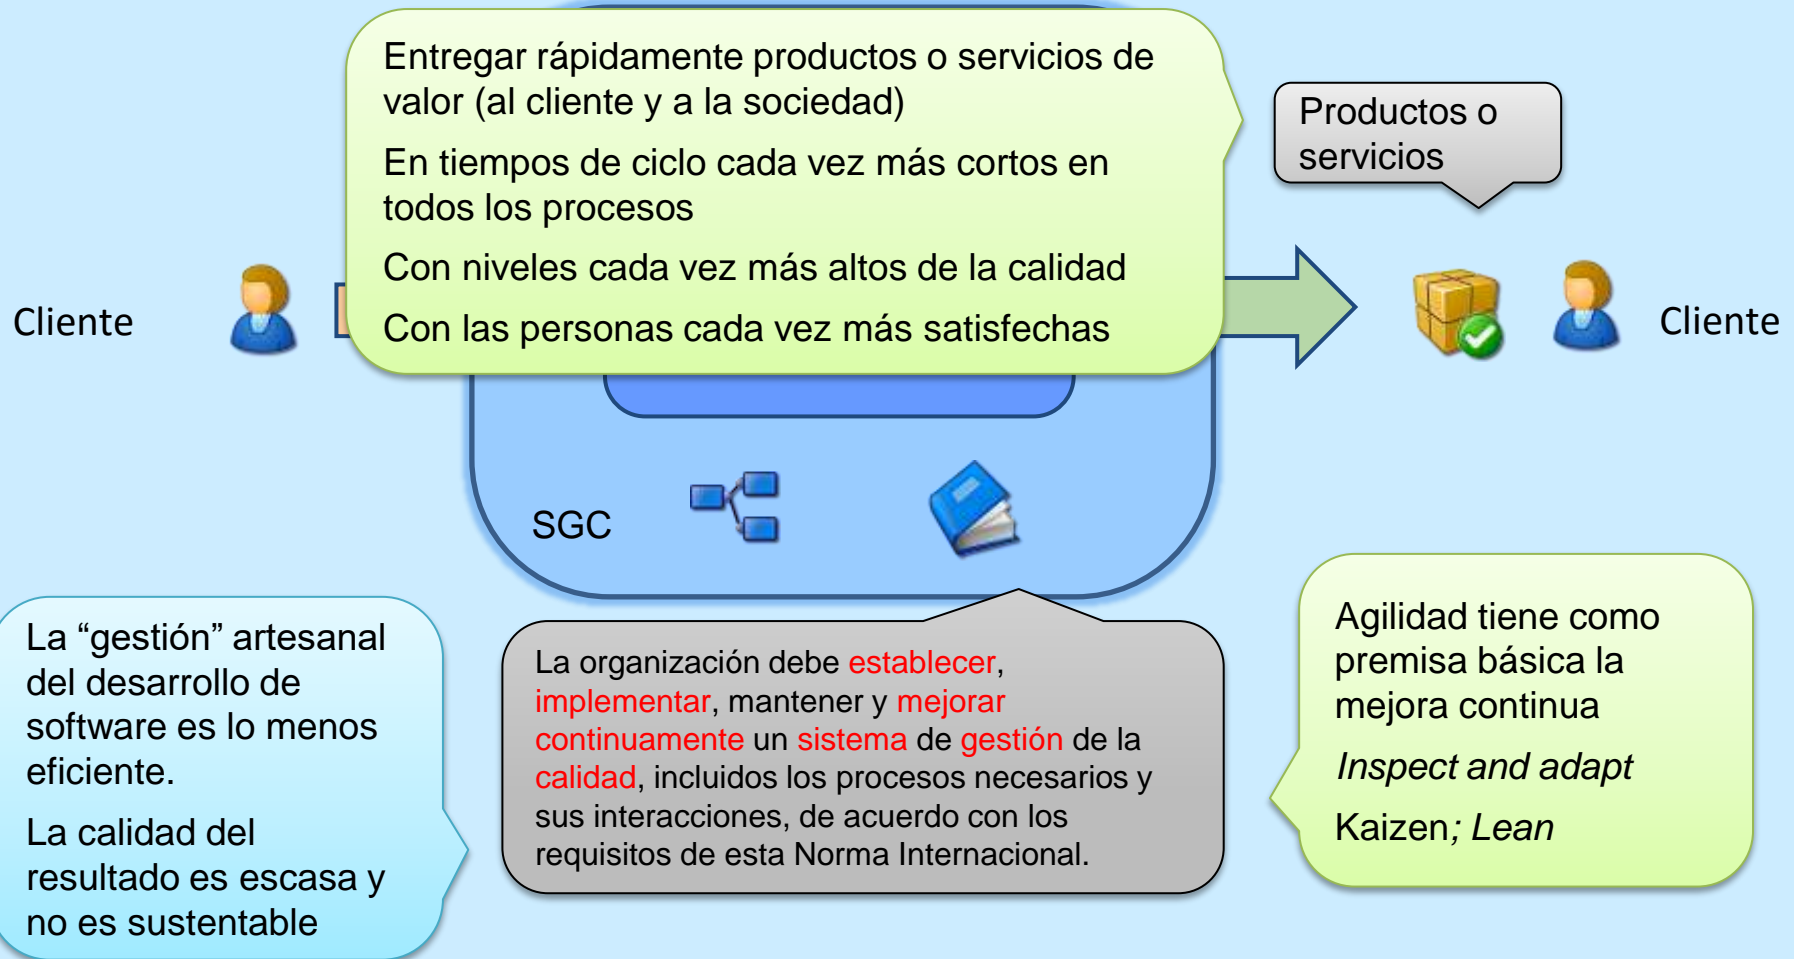 Entregar rápidamente productos o servicios de
valor (al cliente y a la sociedad)
En tiempos de ciclo cada vez más cortos en
todos los procesos
Con niveles cada vez más altos de la calidad
Con las personas cada vez más satisfechas
Productos o
servicios
Cliente
Cliente
SGC
La “gestión” artesanal
del desarrollo de
software es lo menos
eficiente.
La calidad del
resultado es escasa y
no es sustentable
La organización debe establecer,
implementar, mantener y mejorar
continuamente un sistema de gestión de la
calidad, incluidos los procesos necesarios y
sus interacciones, de acuerdo con los
requisitos de esta Norma Internacional.
Agilidad tiene como
premisa básica la
mejora continua
Inspect and adapt
Kaizen; Lean